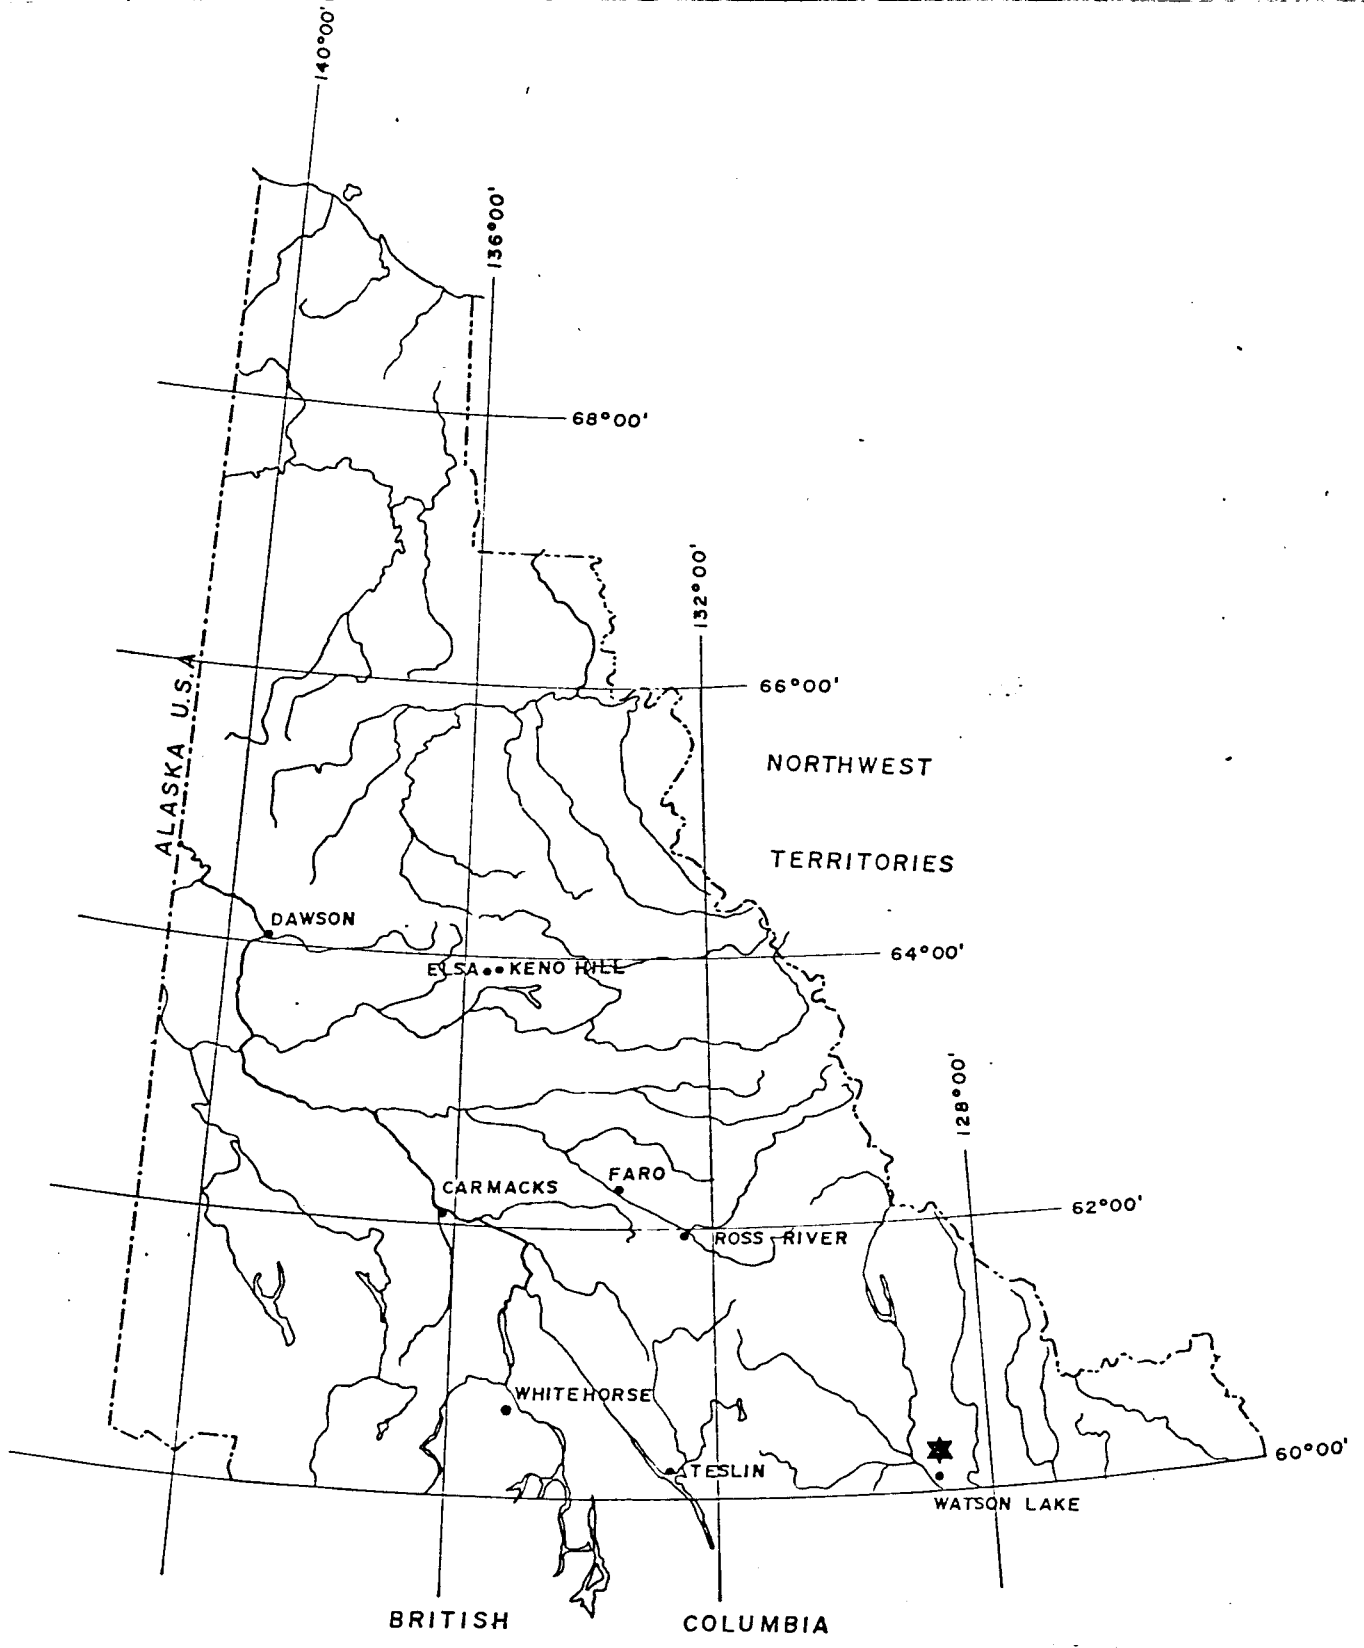 140°00'
136°00'
68°00'
132°00'
66°00'
ALASKA U.S.A
NORTHWEST
TERRITORIES
DAWSON
64°00'
ELSA KENO HILL
128°00'
FARO
CARMACKS
62°00'
ROSS RIVER
WHITEHORSE
60°00'
TESLIN
WATSON LAKE
BRITISH COLUMBIA